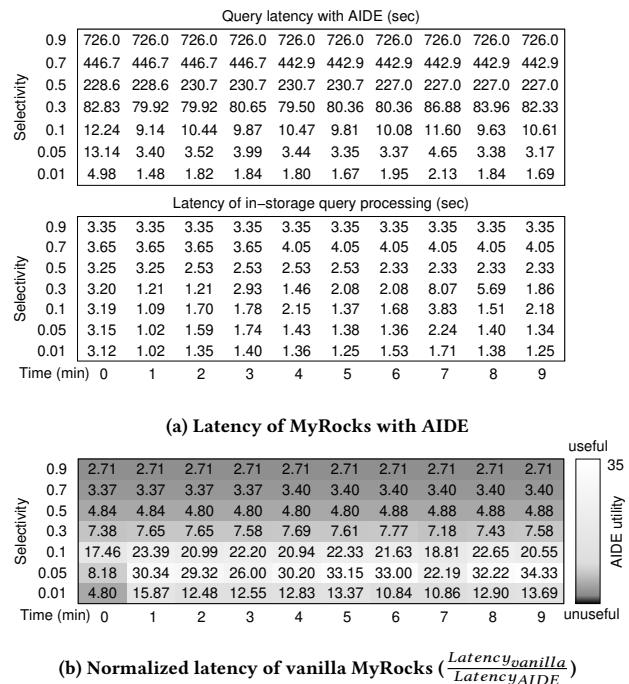 Query latency with AIDE (sec)
Selectivity
0.9 726.0 726.0 726.0 726.0 726.0 726.0 726.0 726.0 726.0 726.0
0.7 446.7 446.7 446.7 446.7 442.9 442.9 442.9 442.9 442.9 442.9
0.5 228.6 228.6 230.7 230.7 230.7 230.7 227.0 227.0 227.0 227.0
0.3 82.83 79.92 79.92 80.65 79.50 80.36 80.36 86.88 83.96 82.33
0.1 12.24 9.14 10.44 9.87 10.47 9.81 10.08 11.60 9.63 10.61
0.05 13.14 3.40 3.52 3.99 3.44 3.35 3.37 4.65 3.38 3.17
0.01 4.98 1.48 1.82 1.84 1.80 1.67 1.95 2.13 1.84 1.69
Latency of in-storage query processing (sec)
Selectivity
0.9 3.35 3.35 3.35 3.35 3.35 3.35 3.35 3.35 3.35 3.35
0.7 3.65 3.65 3.65 3.65 4.05 4.05 4.05 4.05 4.05 4.05
0.5 3.25 3.25 2.53 2.53 2.53 2.53 2.33 2.33 2.33 2.33
0.3 3.20 1.21 1.21 2.93 1.46 2.08 2.08 8.07 5.69 1.86
0.1 3.19 1.09 1.70 1.78 2.15 1.37 1.68 3.83 1.51 2.18
0.05 3.15 1.02 1.59 1.74 1.43 1.38 1.36 2.24 1.40 1.34
0.01 3.12 1.02 1.35 1.40 1.36 1.25 1.53 1.71 1.38 1.25
Time (min) 0 1 2 3 4 5 6 7 8 9
(a) Latency of MyRocks with AIDE
useful
Selectivity
0.9 2.71 2.71 2.71 2.71 2.71 2.71 2.71 2.71 2.71 2.71
35
0.7 3.37 3.37 3.37 3.37 3.40 3.40 3.40 3.40 3.40 3.40
0.5 4.84 4.84 4.80 4.80 4.80 4.80 4.88 4.88 4.88 4.88
0.3 7.38 7.65 7.65 7.58 7.69 7.61 7.77 7.18 7.43 7.58
0.1 17.46 23.39 20.99 22.20 20.94 22.33 21.63 18.81 22.65 20.55
0.05 8.18 30.34 29.32 26.00 30.20 33.15 33.00 22.19 32.22 34.33
0.01 4.80 15.87 12.48 12.55 12.83 13.37 10.84 10.86 12.90 13.69
AIDE utility
Time (min) 0 1 2 3 4 5 6 7 8 9
unuseful
(b) Normalized latency of vanilla MyRocks (Latency_vanilla / Latency_AIDE)